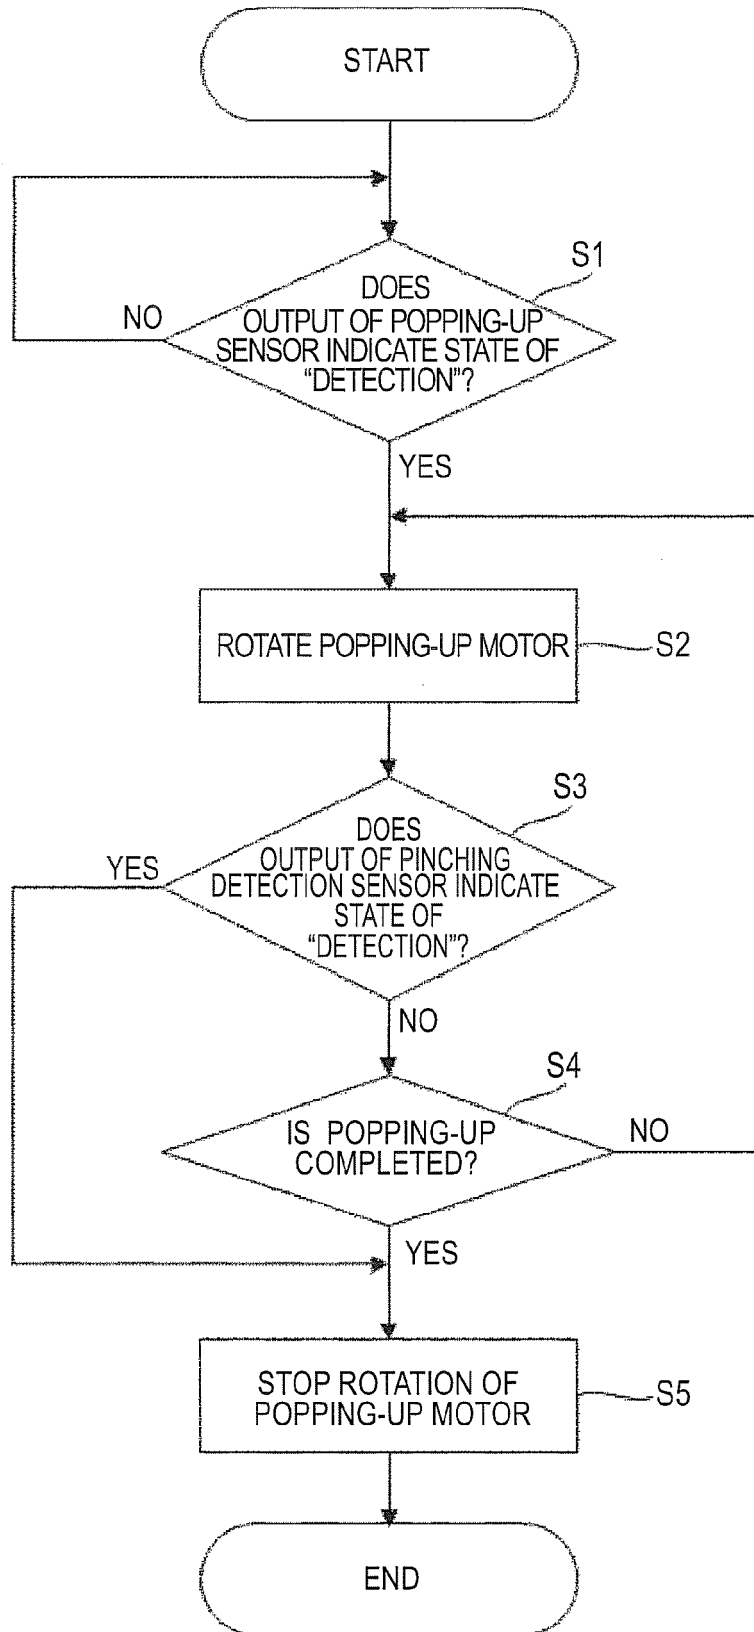 START
S1
DOES
OUTPUT OF POPPING-UP
SENSOR INDICATE STATE OF
“DETECTION”?
NO
YES
ROTATE POPPING-UP MOTOR
S2
S3
DOES
OUTPUT OF PINCHING
DETECTION SENSOR INDICATE
STATE OF
“DETECTION”?
YES
NO
S4
IS POPPING-UP
COMPLETED?
NO
YES
STOP ROTATION OF
POPPING-UP MOTOR
S5
END